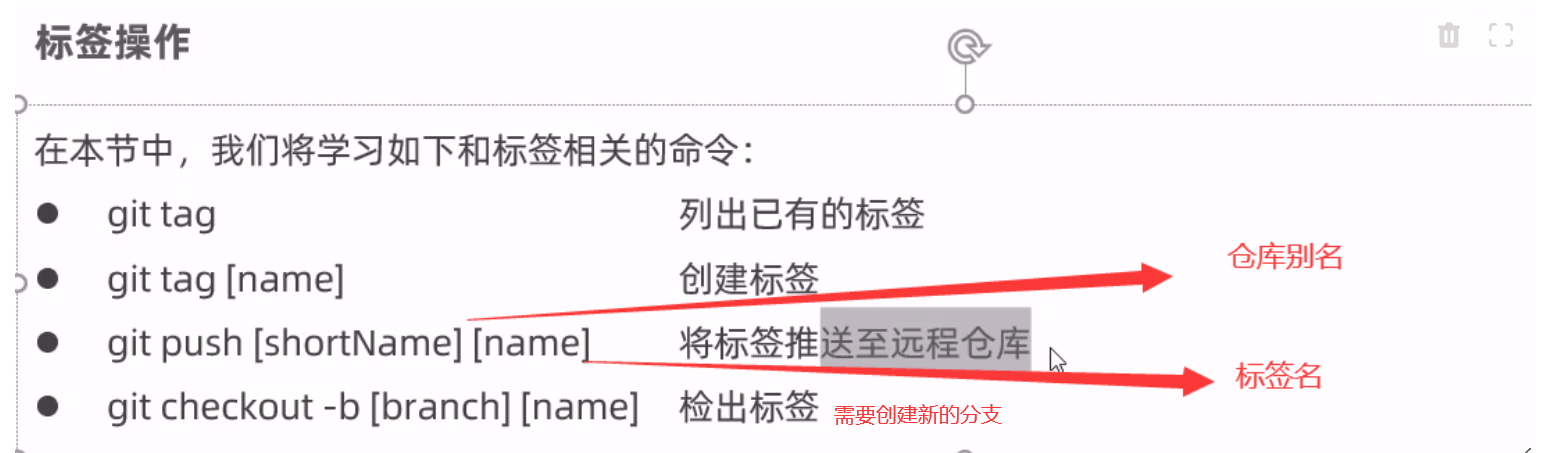 标签操作
在本节中，我们将学习如下和标签相关的命令：
● git tag 列出已有的标签
仓库别名
● git tag [name] 创建标签
● git push [shortName] [name] 将标签推送至远程仓库
标签名
● git checkout -b [branch] [name] 检出标签 需要创建新的分支